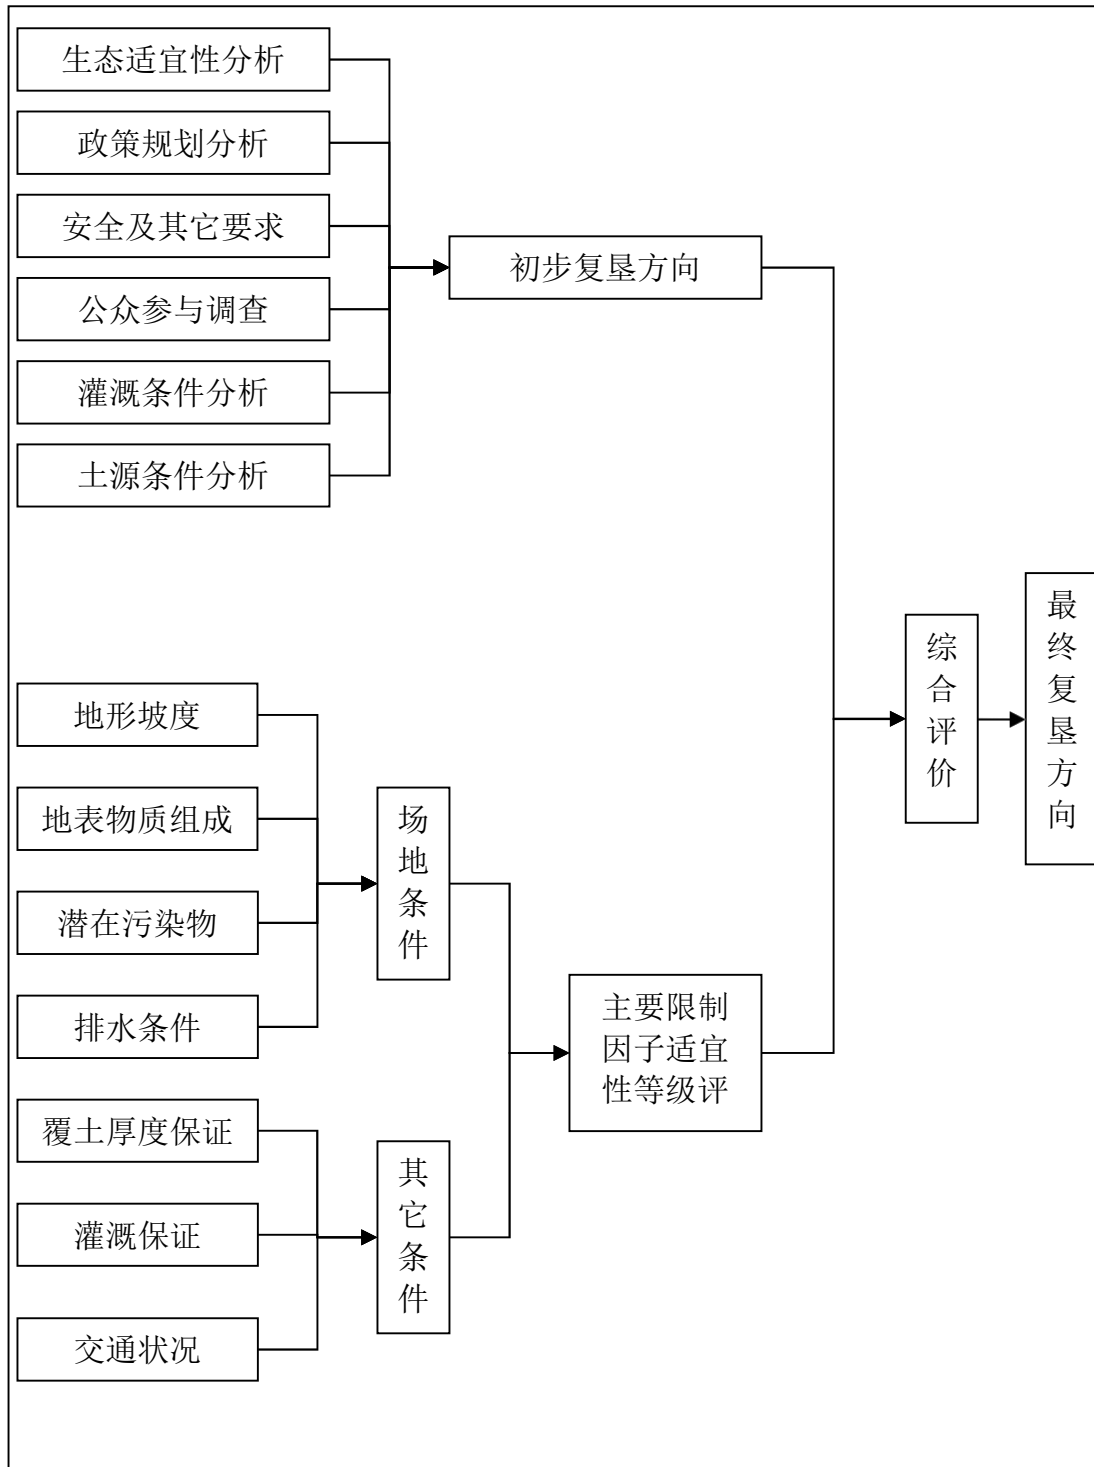 生态适宜性分析
政策规划分析
安全及其它要求
公众参与调查
灌溉条件分析
土源条件分析
初步复垦方向
地形坡度
地表物质组成
潜在污染物
排水条件
覆土厚度保证
灌溉保证
交通状况
场地条件
其它条件
主要限制
因子适宜
性等级评
综合评价
最终复垦方向